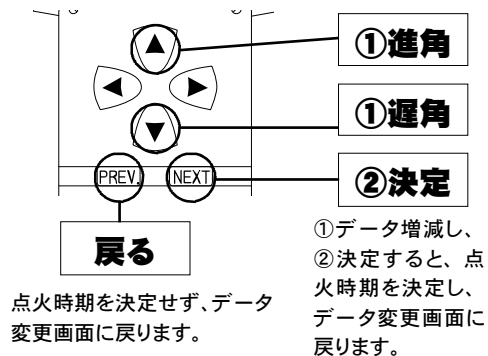 ①進角
①遅角
PREV.
NEXT
②決定
戻る
①データ増減し、
②決定すると、点
火時期を決定し、
データ変更画面に
戻ります。
点火時期を決定せず、データ
変更画面に戻ります。